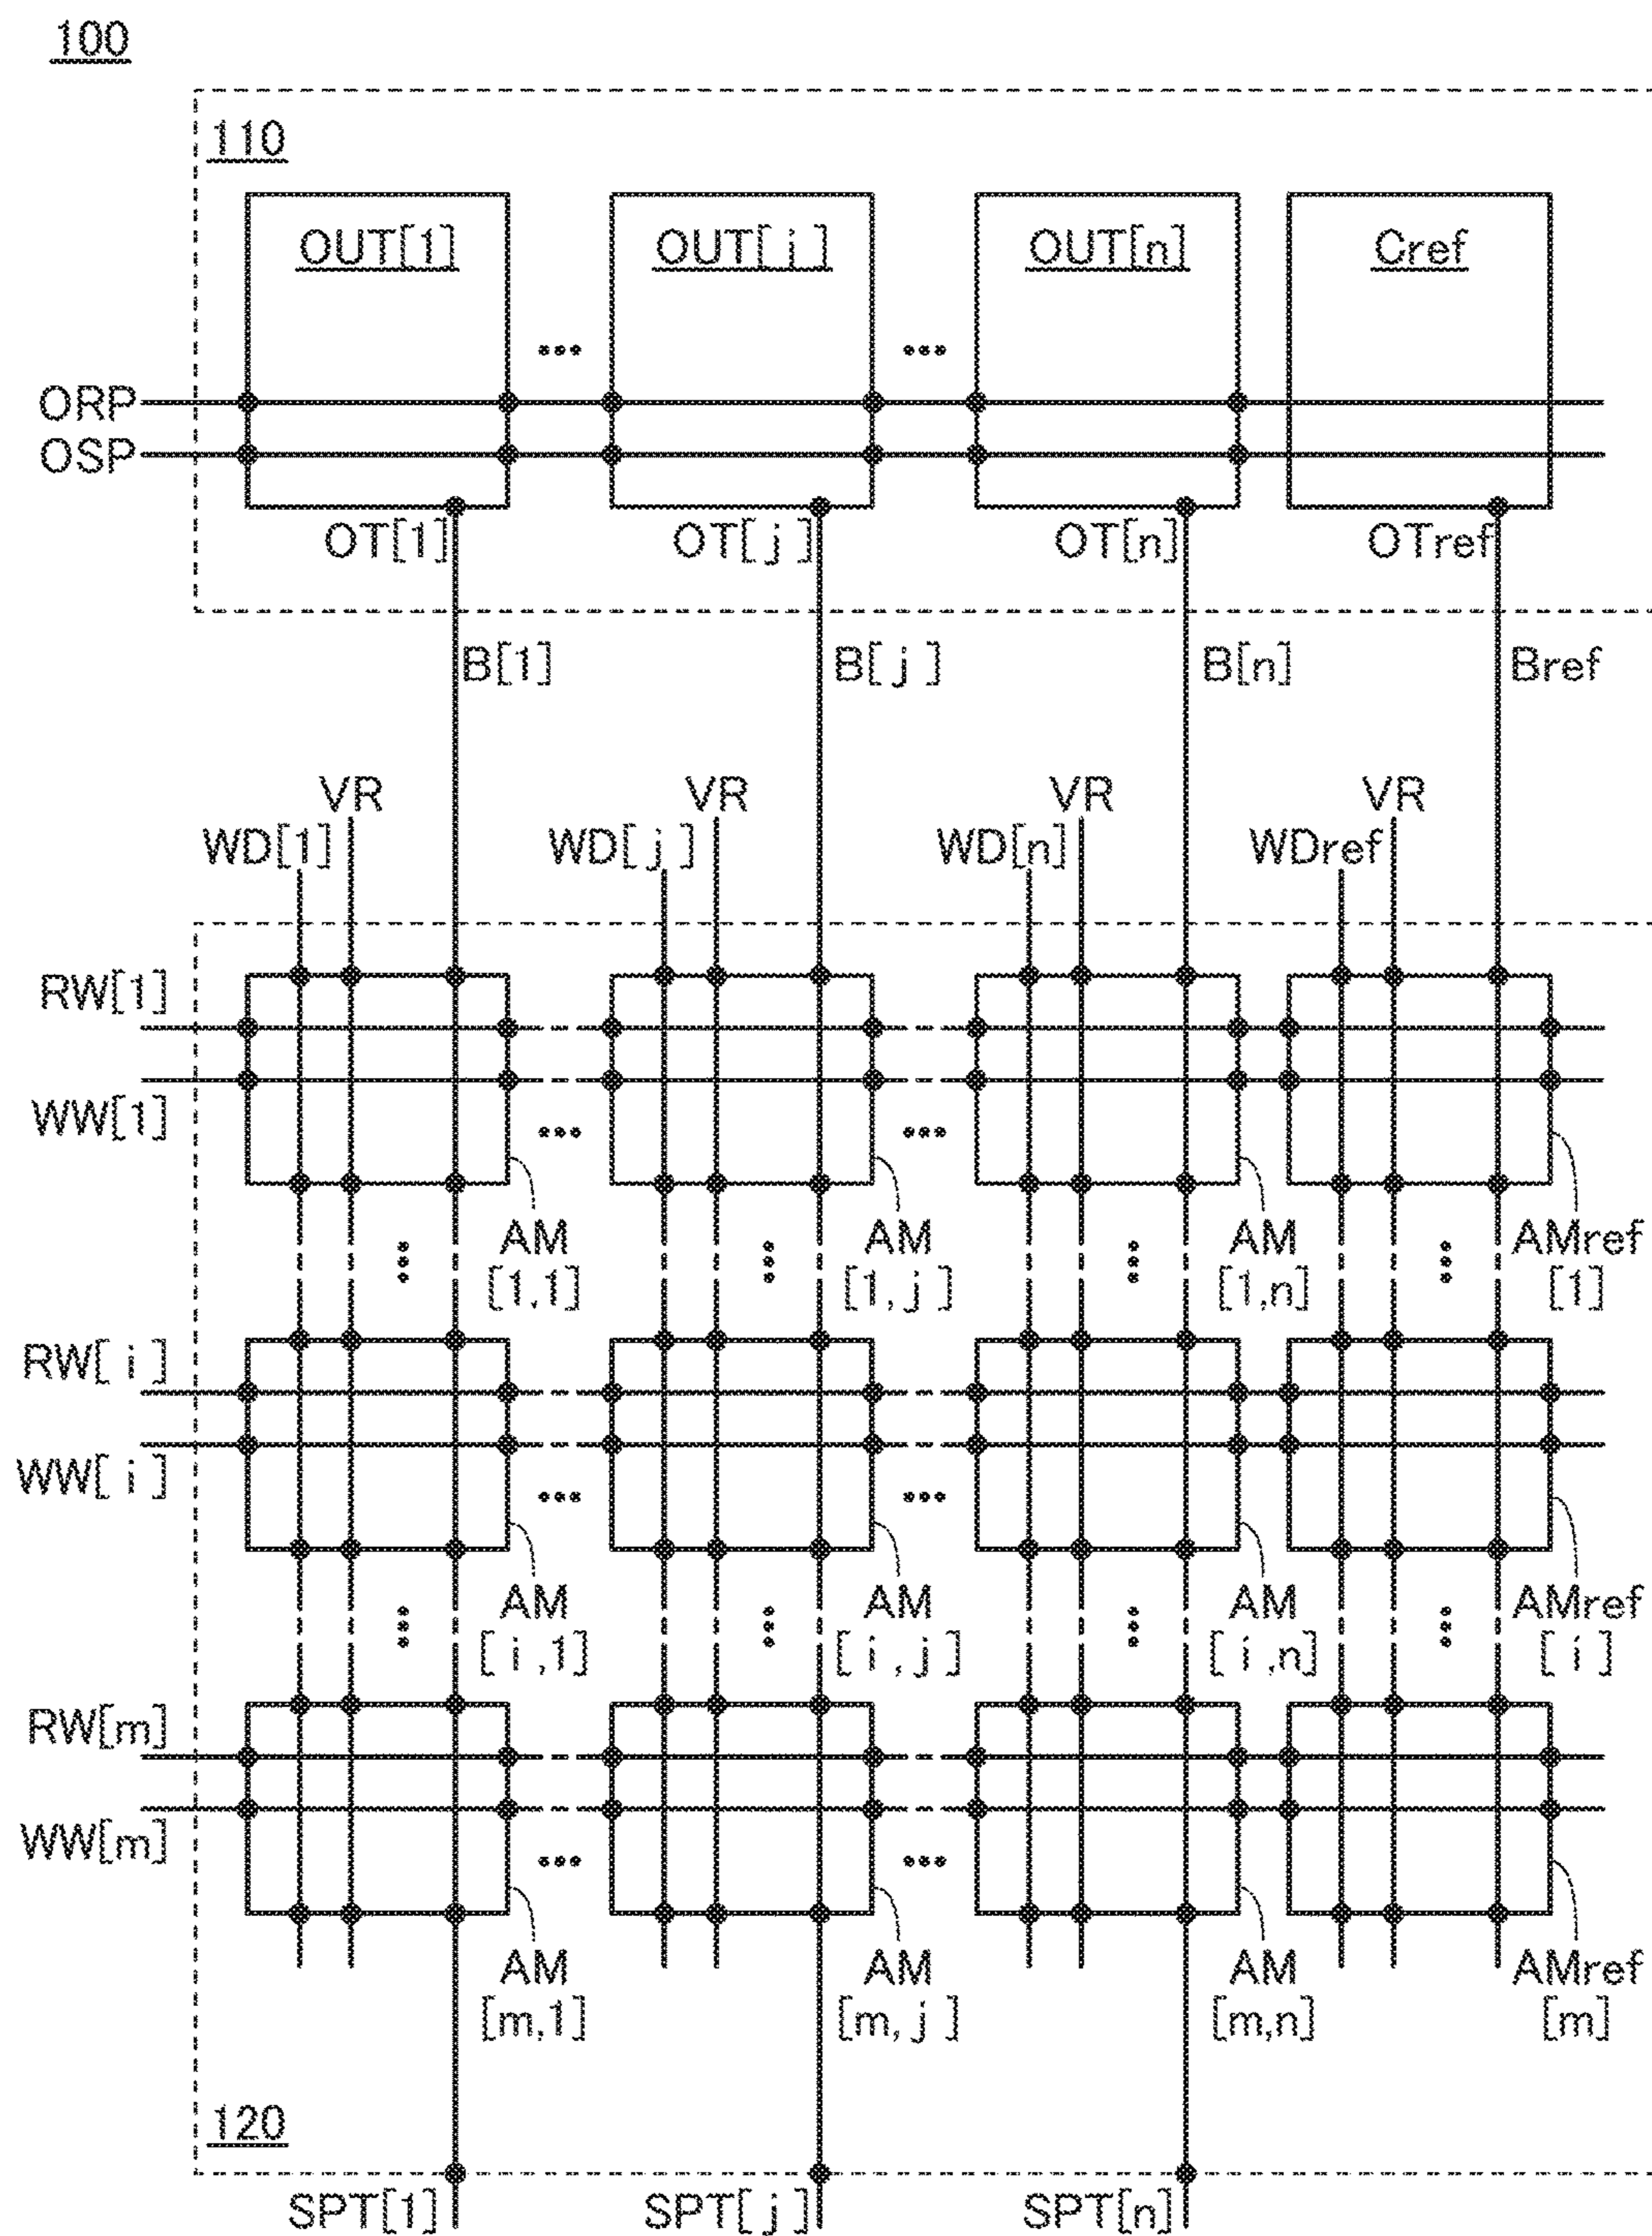 100
110
OUT[1] OUT[j] OUT[n] Cref
ORP
OSP
OT[1] OT[j] OT[n] OTref
B[1] B[j] B[n] Bref
VR VR VR VR
WD[1] WD[j] WD[n] WDref
RW[1]
WW[1]
AM AM AM AMref
[1,1] [1,j] [1,n] [1]
RW[i]
WW[i]
AM AM AM AMref
[i,1] [i,j] [i,n] [i]
RW[m]
WW[m]
AM AM AM AMref
[m,1] [m,j] [m,n] [m]
120
SPT[1] SPT[j] SPT[n]